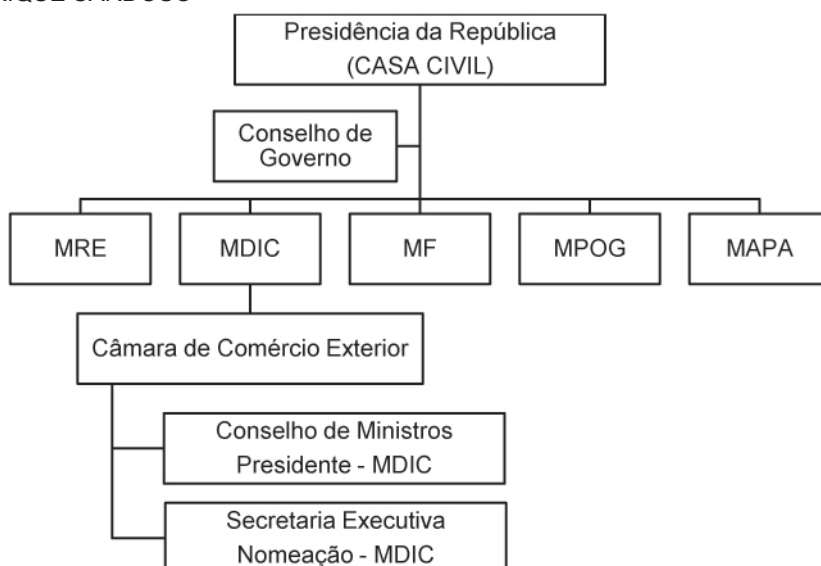 Presidência da República
(CASA CIVIL)
Conselho de
Governo
MRE
MDIC
MF
MPOG
MAPA
Câmara de Comércio Exterior
Conselho de Ministros
Presidente - MDIC
Secretaria Executiva
Nomeação - MDIC